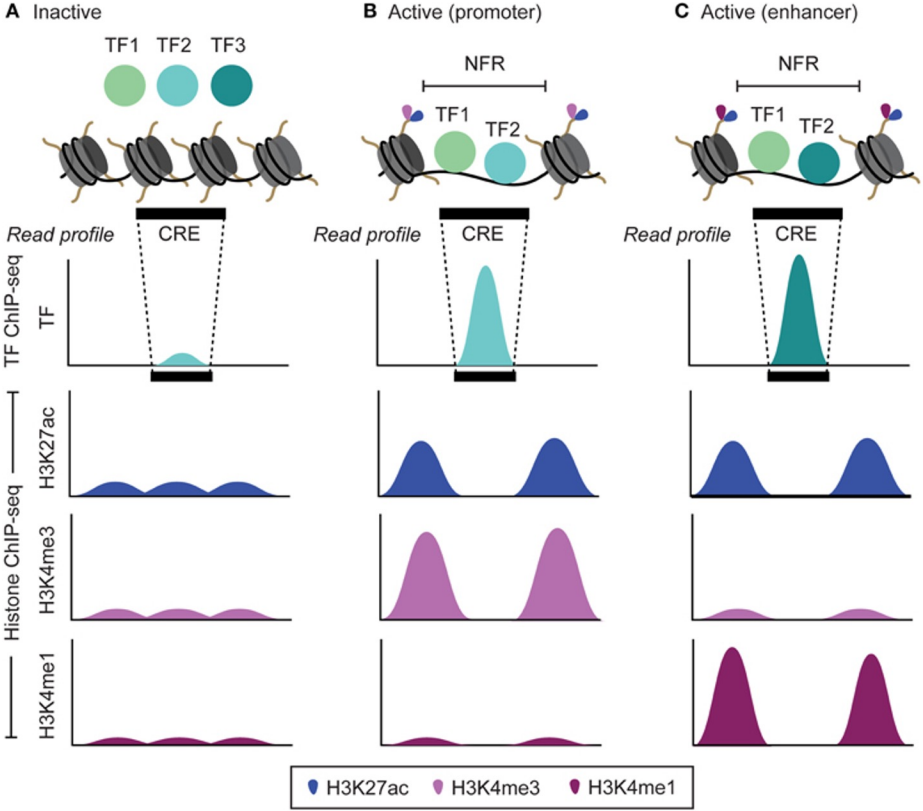 A Inactive
B Active (promoter)
C Active (enhancer)
TF1 TF2 TF3
NFR
TF1
TF2
NFR
TF1
TF2
Read profile
CRE
Read profile
CRE
Read profile
CRE
TF ChIP-seq
TF
Histone ChIP-seq
H3K27ac
H3K4me3
H3K4me1
H3K27ac H3K4me3 H3K4me1